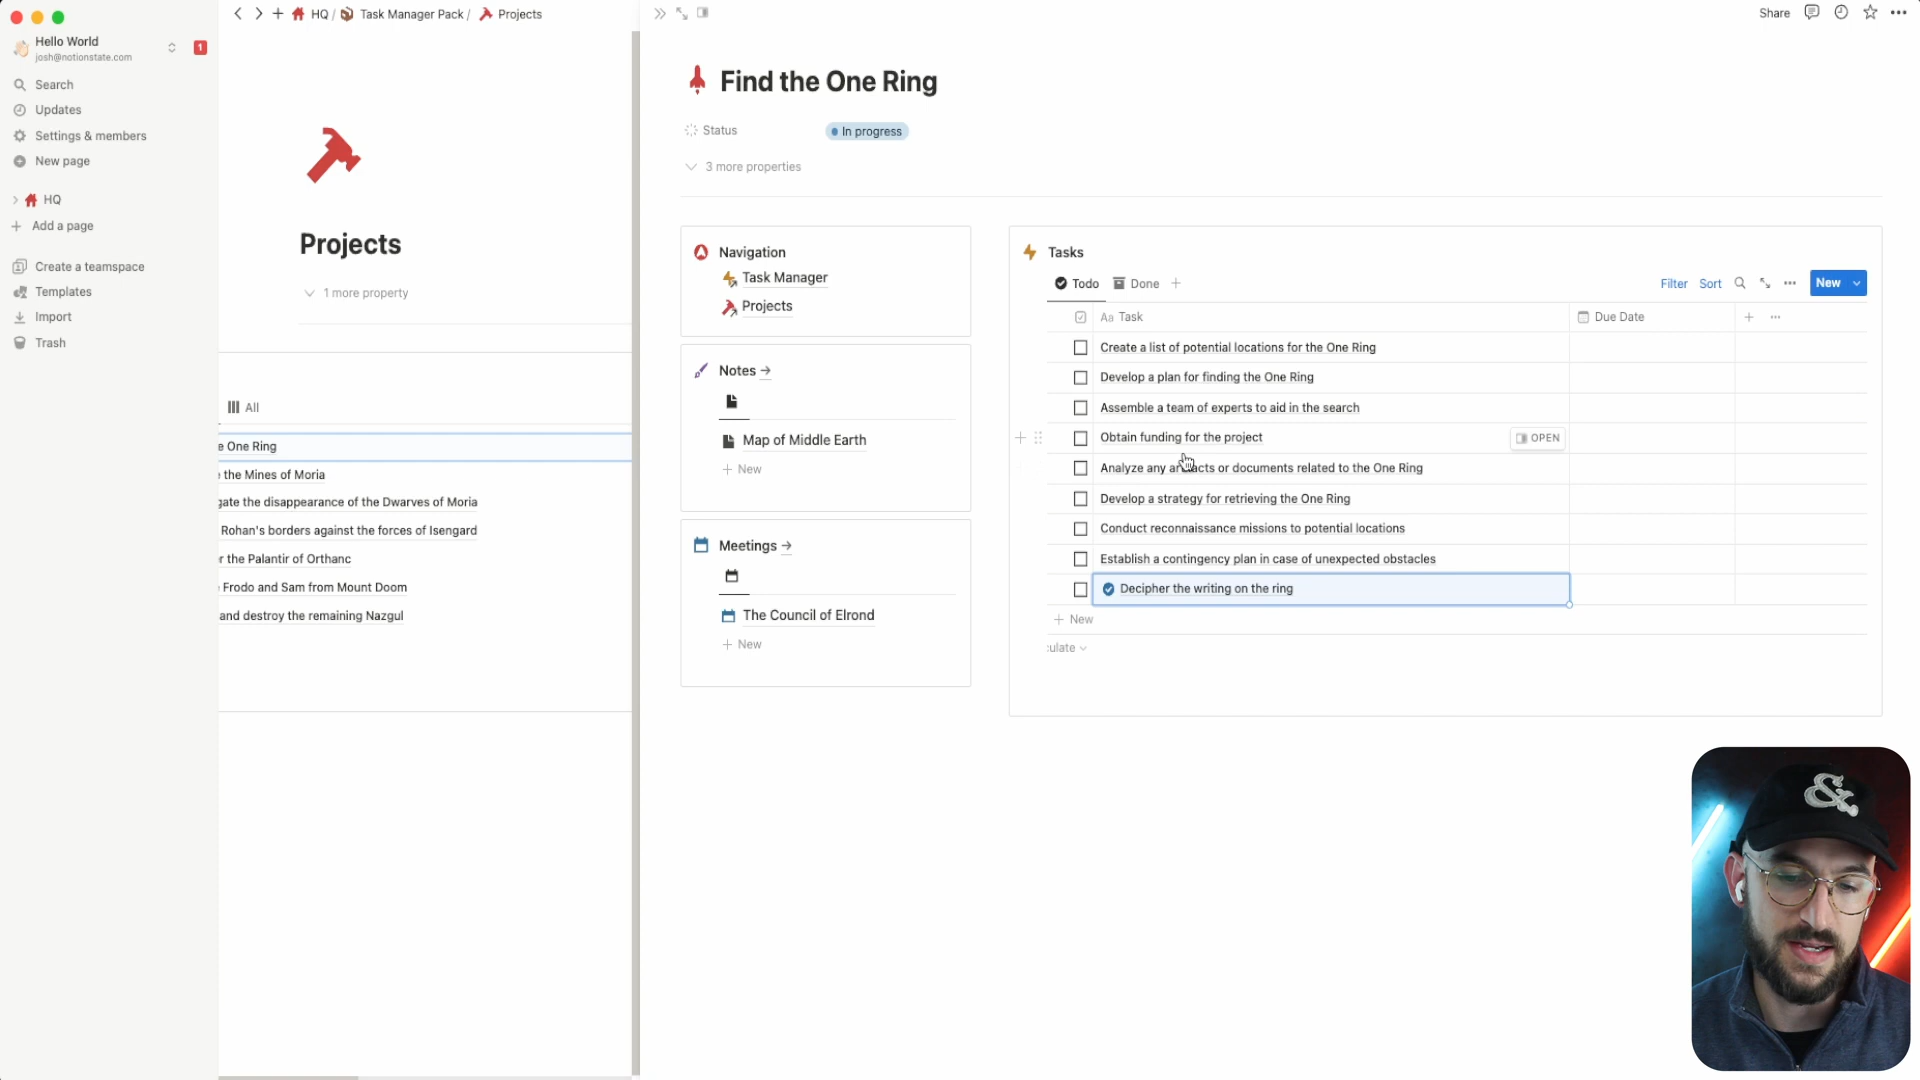 Hello World
josh@notionstate.com
1
Search
Updates
Settings & members
New page
HQ
Add a page
Create a teamspace
Templates
Import
Trash
HQ / Task Manager Pack / Projects
Projects
1 more property
All
e One Ring
the Mines of Moria
gate the disappearance of the Dwarves of Moria
Rohan's borders against the forces of Isengard
r the Palantir of Orthanc
Frodo and Sam from Mount Doom
and destroy the remaining Nazgul
Share
Find the One Ring
Status In progress
3 more properties
Navigation
Task Manager
Projects
Notes →
Map of Middle Earth
+ New
Meetings →
The Council of Elrond
+ New
Tasks
Todo Done +
Filter Sort New
Aa Task Due Date
Create a list of potential locations for the One Ring
Develop a plan for finding the One Ring
Assemble a team of experts to aid in the search
Obtain funding for the project OPEN
Analyze any artifacts or documents related to the One Ring
Develop a strategy for retrieving the One Ring
Conduct reconnaissance missions to potential locations
Establish a contingency plan in case of unexpected obstacles
Decipher the writing on the ring
+ New
culate
&